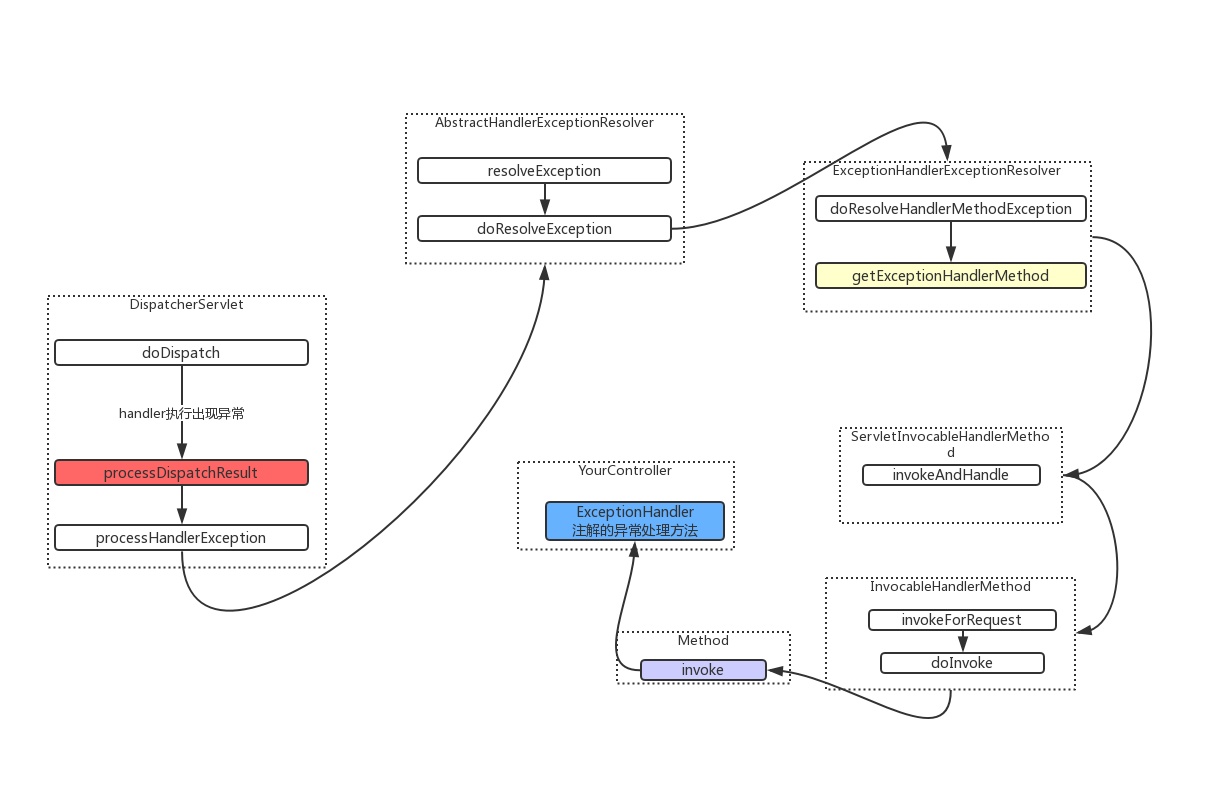 AbstractHandlerExceptionResolver
resolveException
doResolveException
ExceptionHandlerExceptionResolver
doResolveHandlerMethodException
getExceptionHandlerMethod
DispatcherServlet
doDispatch
handler执行出现异常
processDispatchResult
processHandlerException
ServletInvocableHandlerMetho
d
invokeAndHandle
YourController
ExceptionHandler
注解的异常处理方法
InvocableHandlerMethod
invokeForRequest
doInvoke
Method
invoke